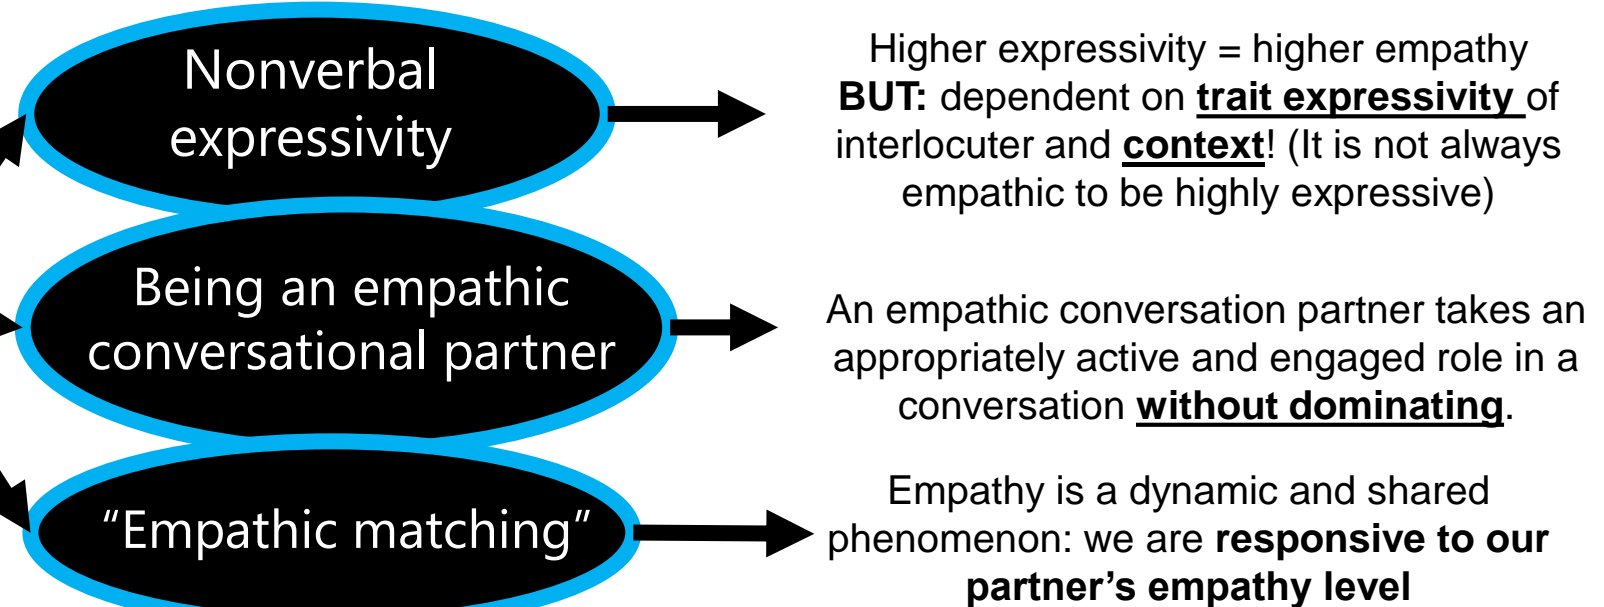 Nonverbal
expressivity
Higher expressivity = higher empathy
BUT: dependent on trait expressivity of
interlocuter and context! (It is not always
empathic to be highly expressive)
Being an empathic
conversational partner
An empathic conversation partner takes an
appropriately active and engaged role in a
conversation without dominating.
“Empathic matching”
Empathy is a dynamic and shared
phenomenon: we are responsive to our
partner’s empathy level